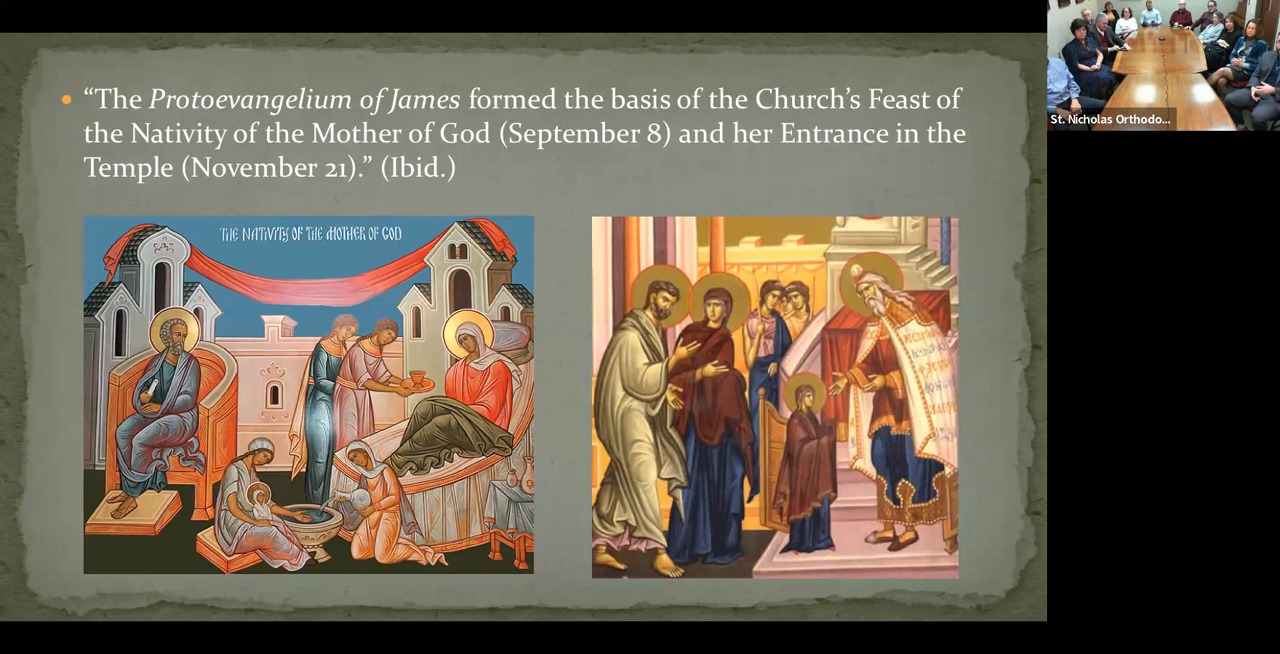 “The Protoevangelium of James formed the basis of the Church’s Feast of
the Nativity of the Mother of God (September 8) and her Entrance in the
Temple (November 21).” (Ibid.)
THE NATIVITY OF THE MOTHER OF GOD
St. Nicholas Orthodo...